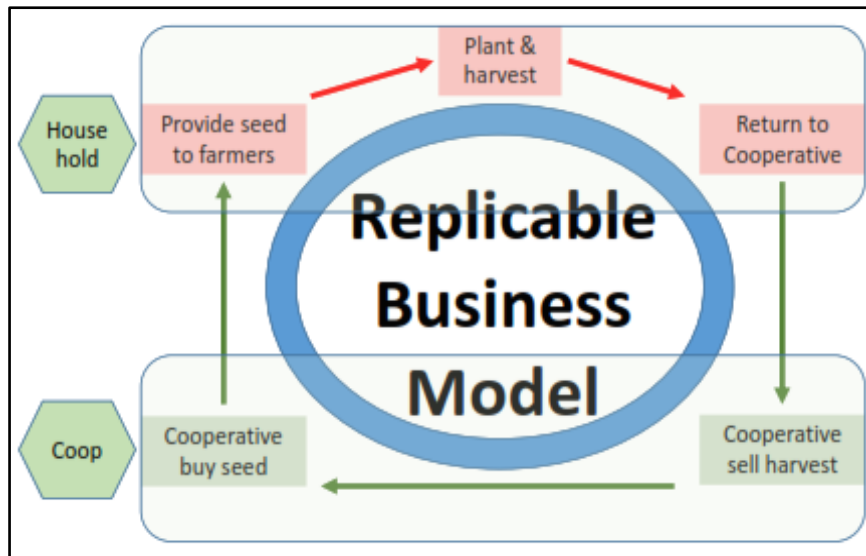 Plant &
harvest
House
hold
Provide seed
to farmers
Return to
Cooperative
Replicable
Business
Model
Coop
Cooperative
buy seed
Cooperative
sell harvest